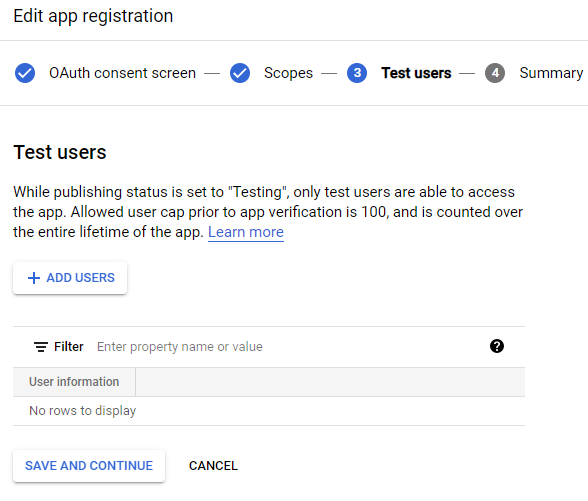 Edit app registration
OAuth consent screen — Scopes — 3 Test users — 4 Summary
Test users
While publishing status is set to "Testing", only test users are able to access
the app. Allowed user cap prior to app verification is 100, and is counted over
the entire lifetime of the app. Learn more
+ ADD USERS
Filter Enter property name or value ?
User information
No rows to display
SAVE AND CONTINUE CANCEL